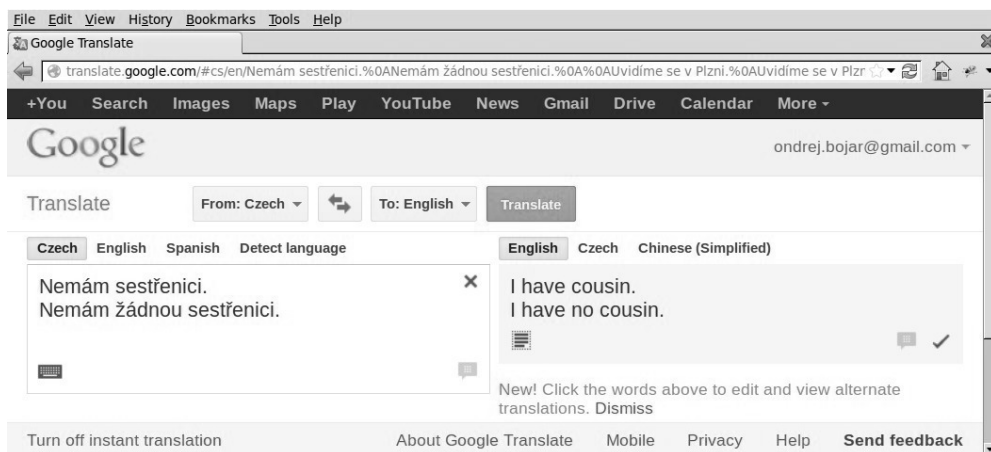 File Edit View History Bookmarks Tools Help
Google Translate
translate.google.com/#cs/en/Nemám sestřenici.%0ANemám žádnou sestřenici.%0A%0AUvidíme se v Plzni.%0AUvidíme se v Plzr
+You Search Images Maps Play YouTube News Gmail Drive Calendar More
Google ondrej.bojar@gmail.com
Translate From: Czech To: English Translate
Czech English Spanish Detect language English Czech Chinese (Simplified)
Nemám sestřenici.
Nemám žádnou sestřenici.
I have cousin.
I have no cousin.
New! Click the words above to edit and view alternate
translations. Dismiss
Turn off instant translation About Google Translate Mobile Privacy Help Send feedback